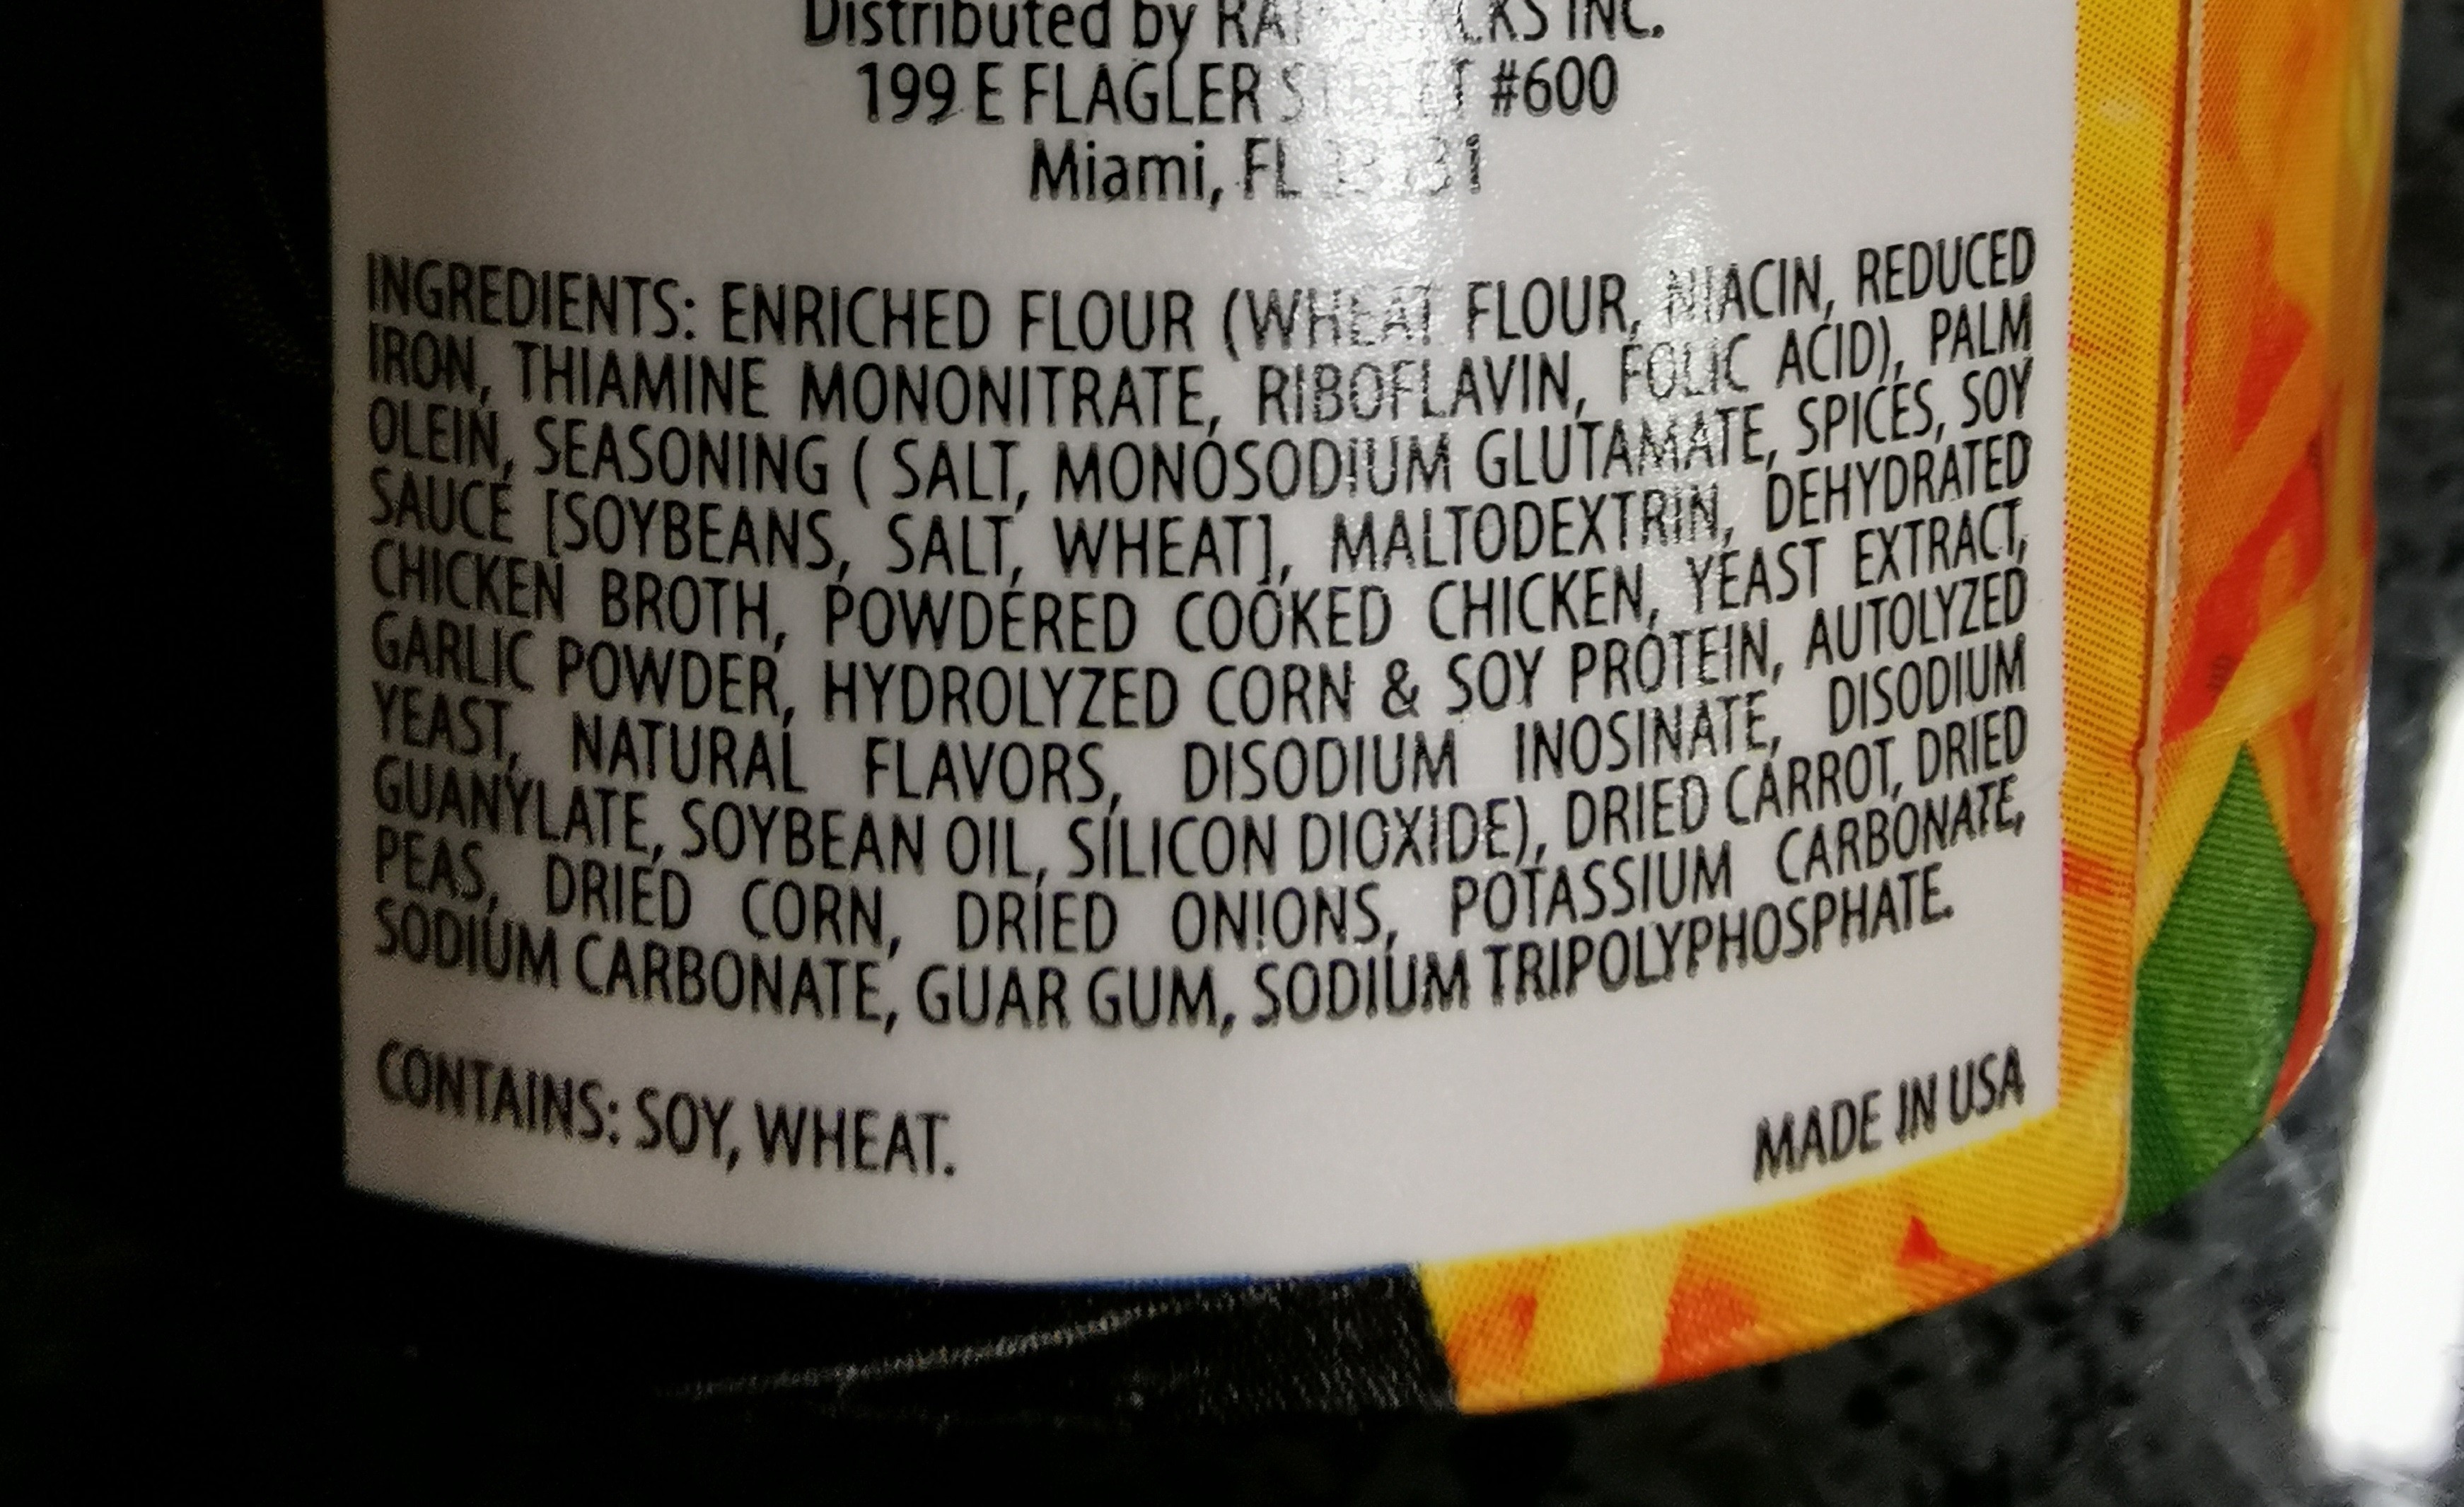 Distributed by INC.
199 E FLAGLER STREET #600
Miami, FL
INGREDIENTS: ENRICHED FLOUR (WHEAT FLOUR, NIACIN, REDUCED
IRON, THIAMINE MONONITRATE, RIBOFLAVIN, FOLIC ACID), PALM
OLEIN, SEASONING ( SALT, MONOSODIUM GLUTAMATE, SPICES, SOY
SAUCE [SOYBEANS, SALT, WHEAT], MALTODEXTRIN, DEHYDRATED
CHICKEN BROTH, POWDERED COOKED CHICKEN, YEAST EXTRACT,
GARLIC POWDER, HYDROLYZED CORN & SOY PROTEIN, AUTOLYZED
YEAST, NATURAL FLAVORS, DISODIUM INOSINATE, DISODIUM
GUANYLATE, SOYBEAN OIL, SILICON DIOXIDE), DRIED CARROT, DRIED
PEAS, DRIED CORN, DRIED ONIONS, POTASSIUM CARBONATE,
SODIUM CARBONATE, GUAR GUM, SODIUM TRIPOLYPHOSPHATE.
CONTAINS: SOY, WHEAT.
MADE IN USA